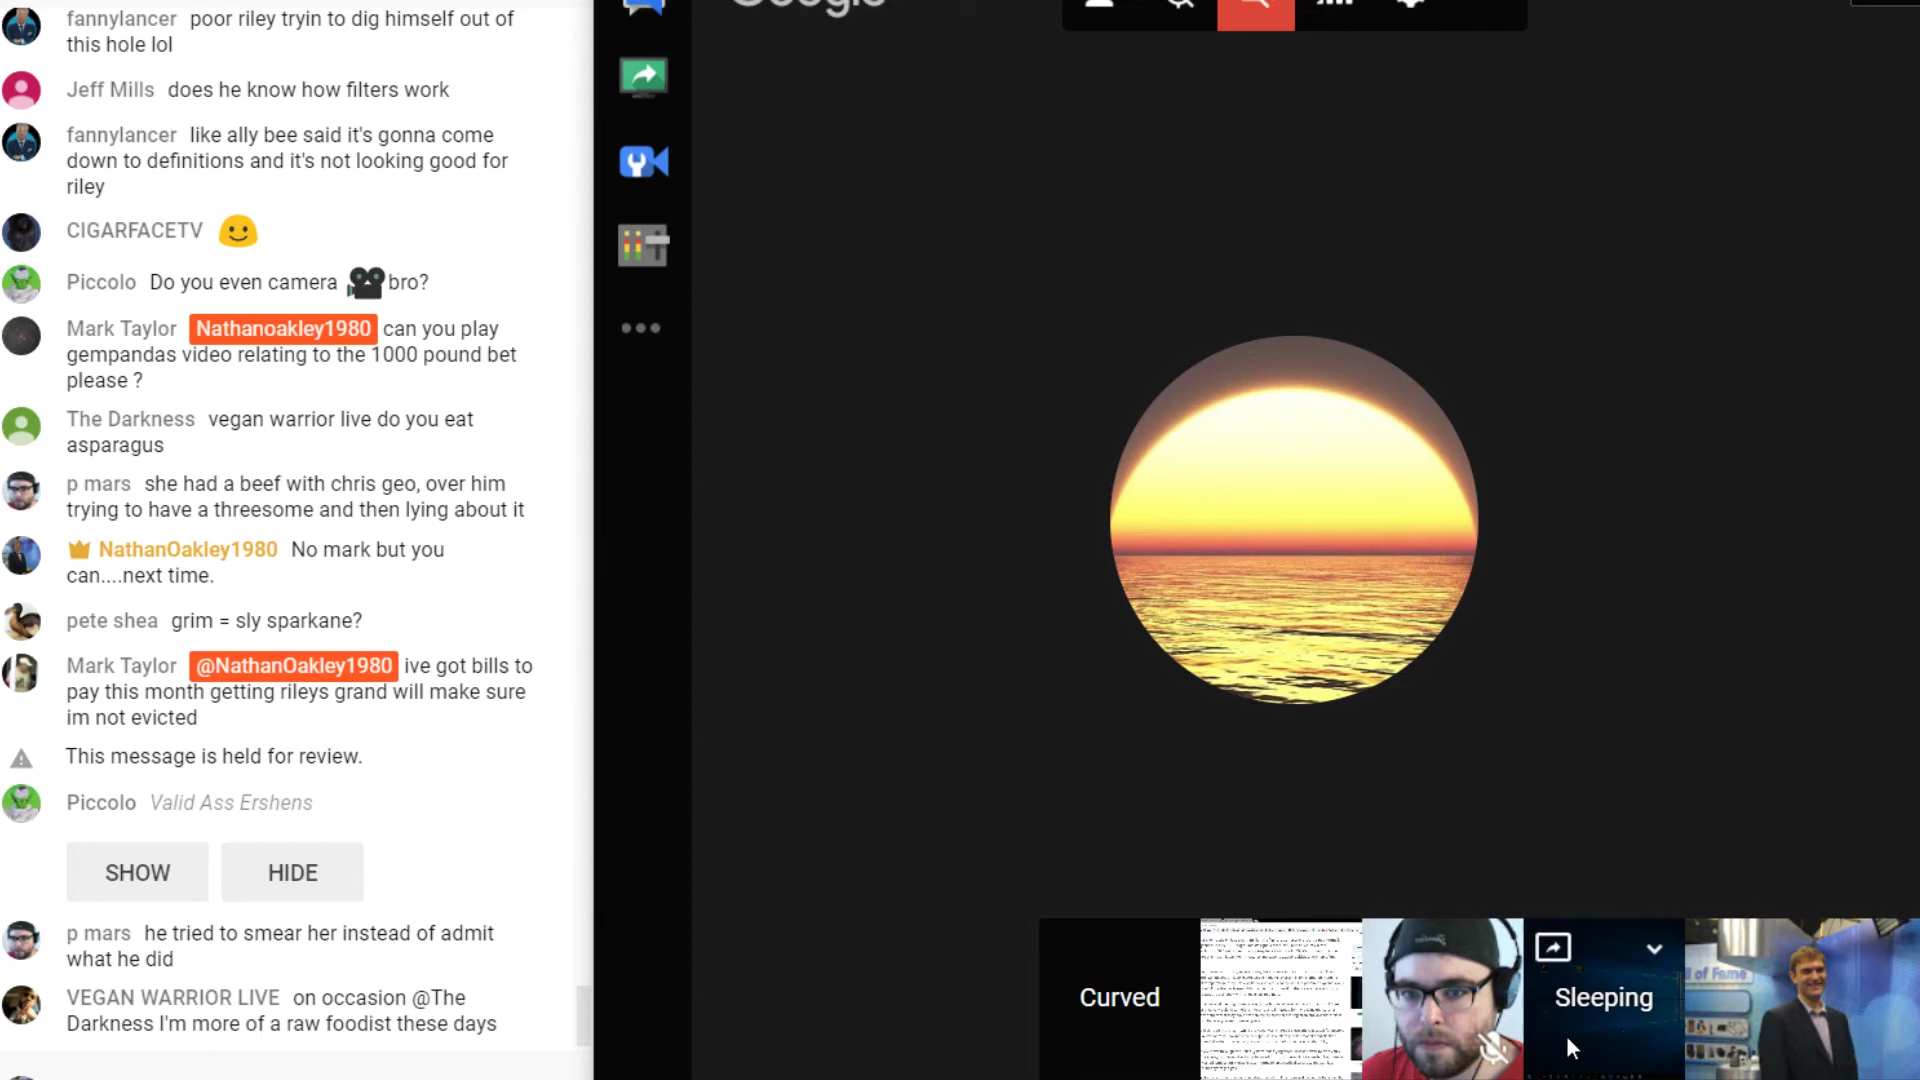 fannylancer poor riley tryin to dig himself out of
this hole lol
Jeff Mills does he know how filters work
fannylancer like ally bee said it's gonna come
down to definitions and it's not looking good for
riley
CIGARFACETV
Piccolo Do you even camera bro?
Mark Taylor Nathanoakley1980 can you play
gempandas video relating to the 1000 pound bet
please ?
The Darkness vegan warrior live do you eat
asparagus
p mars she had a beef with chris geo, over him
trying to have a threesome and then lying about it
NathanOakley1980 No mark but you
can....next time.
pete shea grim = sly sparkane?
Mark Taylor @NathanOakley1980 ive got bills to
pay this month getting rileys grand will make sure
im not evicted
This message is held for review.
Piccolo Valid Ass Ershens
SHOW HIDE
p mars he tried to smear her instead of admit
what he did
VEGAN WARRIOR LIVE on occasion @The
Darkness I'm more of a raw foodist these days
Google
Curved
Sleeping
of Fame